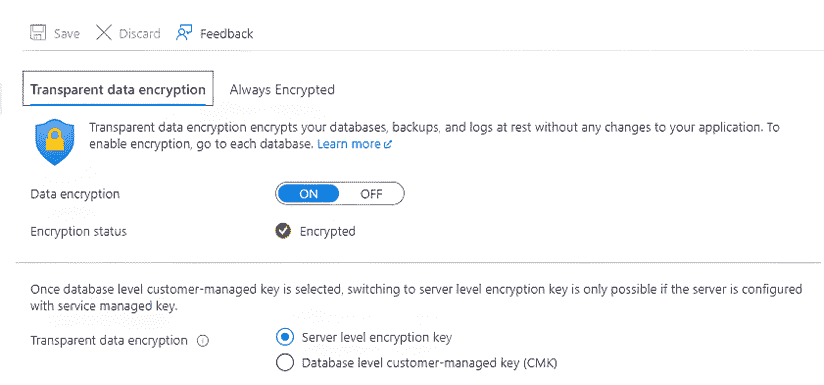 Save Discard Feedback
Transparent data encryption Always Encrypted
Transparent data encryption encrypts your databases, backups, and logs at rest without any changes to your application. To
enable encryption, go to each database. Learn more
Data encryption ON OFF
Encryption status Encrypted
Once database level customer-managed key is selected, switching to server level encryption key is only possible if the server is configured
with service managed key.
Transparent data encryption Server level encryption key
Database level customer-managed key (CMK)